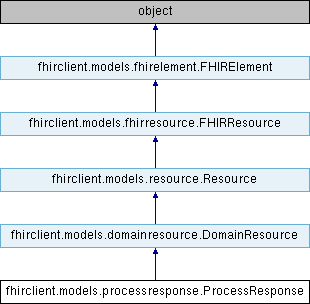 object
fhirclient.models.fhirelement.FHIRElement
fhirclient.models.fhirresource.FHIRResource
fhirclient.models.resource.Resource
fhirclient.models.domainresource.DomainResource
fhirclient.models.processresponse.ProcessResponse